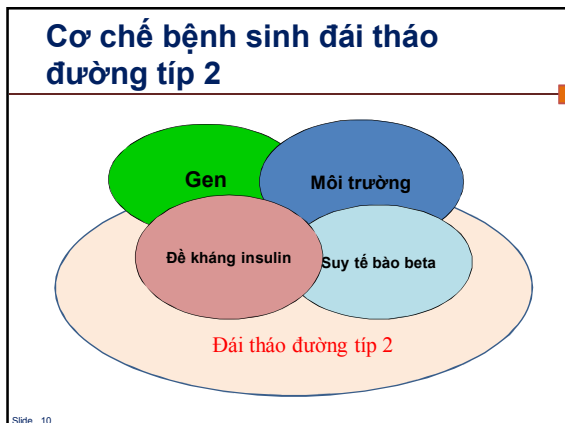 Cơ chế bệnh sinh đái tháo
đường típ 2
Gen
Môi trường
Đề kháng insulin
Suy tế bào beta
Đái tháo đường típ 2
Slide 10